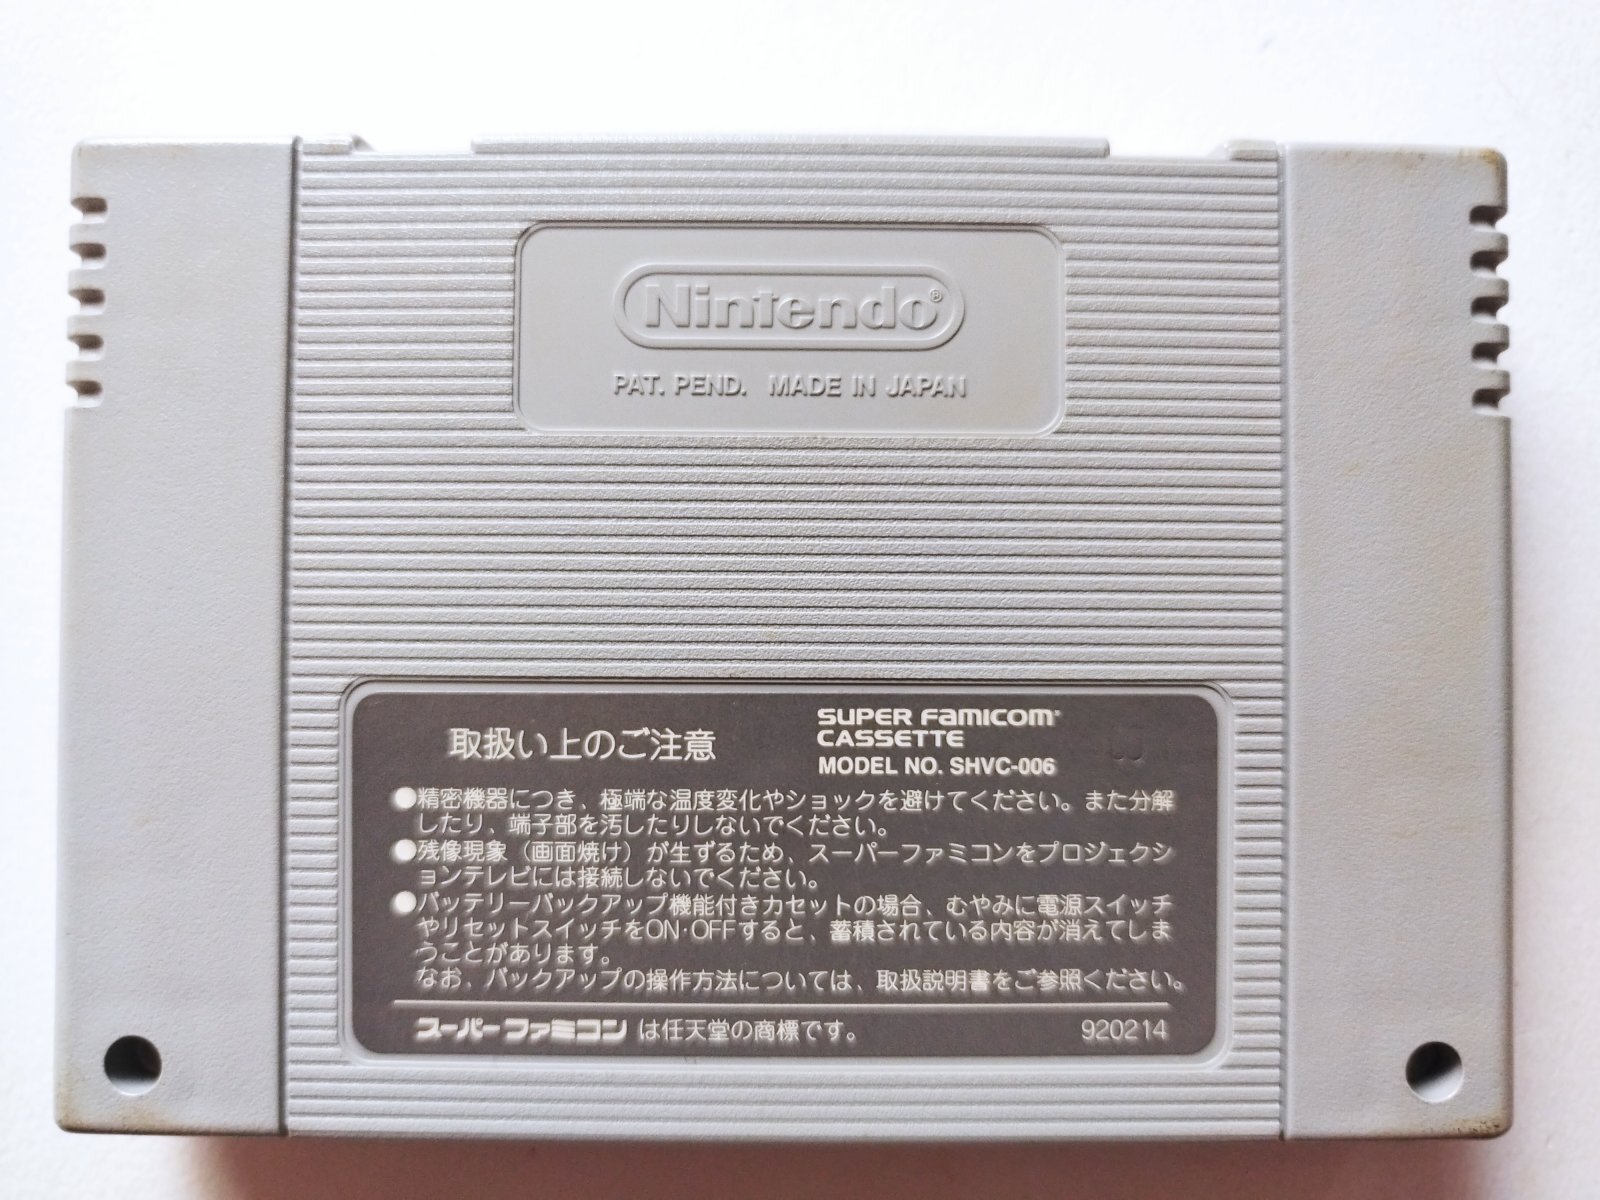 Nintendo®
PAT. PEND. MADE IN JAPAN
取扱い上のご注意
SUPER FAMICOM
CASSETTE
MODEL NO. SHVC-006
●精密機器につき、極端な温度変化やショックを避けてください。また分解
したり、端子部を汚したりしないでください。
●残像現象（画面焼け）が生ずるため、スーパーファミコンをプロジェクシ
ョンテレビには接続しないでください。
●バッテリーバックアップ機能付きカセットの場合、むやみに電源スイッチ
やリセットスイッチをON·OFFすると、蓄積されている内容が消えてしま
うことがあります。
なお、バックアップの操作方法については、取扱説明書をご参照ください。
スーパーファミコン は任天堂の商標です。
920214